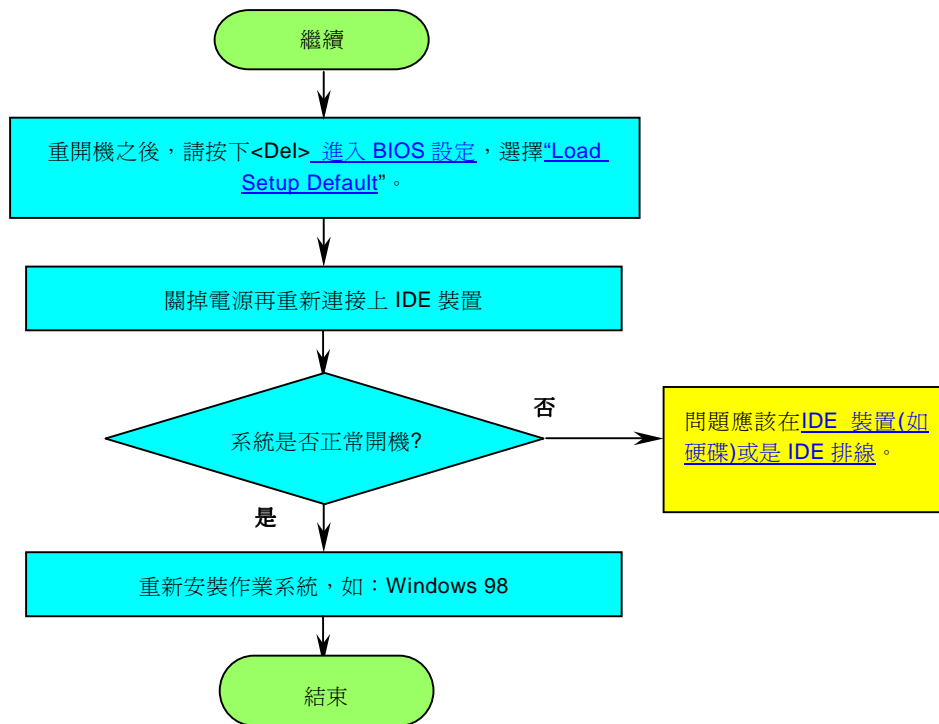 繼續
重開機之後，請按下<Del> 進入 BIOS 設定，選擇“Load
Setup Default”。
關掉電源再重新連接上 IDE 裝置
否
系統是否正常開機?
問題應該在IDE 裝置(如
硬碟)或是 IDE 排線。
是
重新安裝作業系統，如：Windows 98
結束